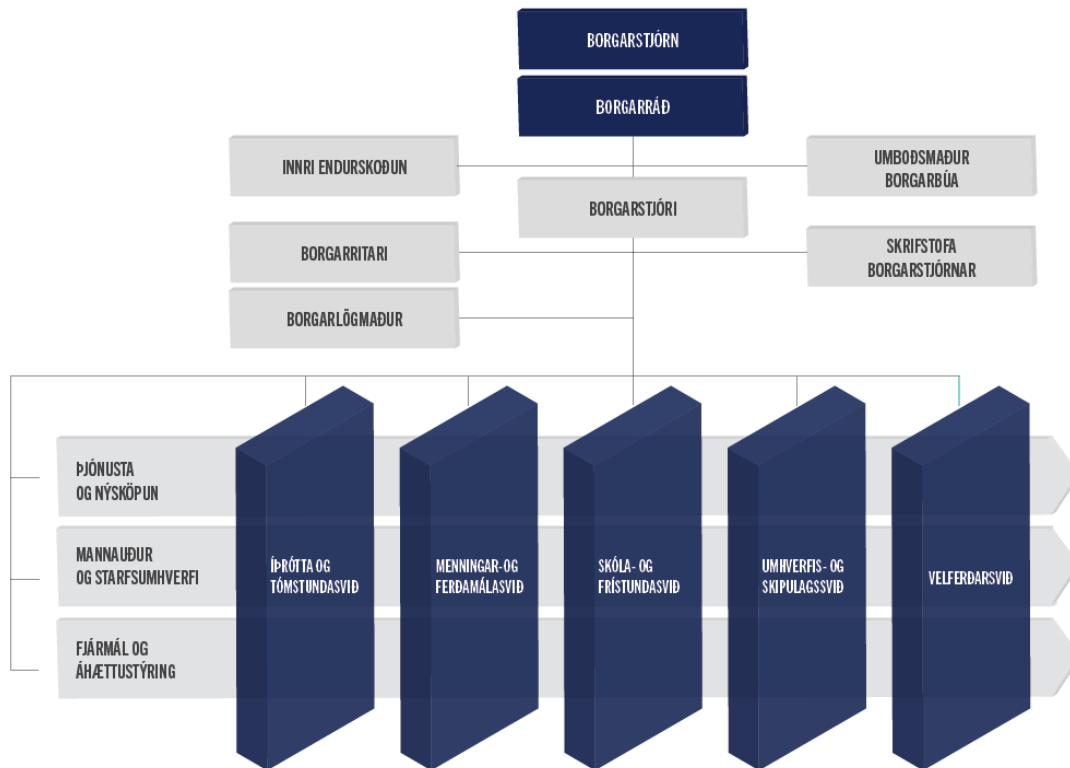 BORGARSTJÓRN
BORGARRÁÐ
INNRI ENDURSKOÐUN
UMBOÐSMAÐUR
BORGARBÚA
BORGARSTJÓRI
BORGARRITARI
SKRIFSTOFA
BORGARSTJÓRNAR
BORGARLÖGMAÐUR
ÞJÓNUSTA
OG NÝSKÖPUN
MANNAUÐUR
OG STARFSUMHVERFI
FJÁRMÁL OG
ÁHÆTTUSTÝRING
ÍÞRÓTTA OG
TÓMSTUNDASVIÐ
MENNINGAR- OG
FERÐAMÁLASVIÐ
SKÓLA- OG
FRÍSTUNDASVIÐ
UMHVERFIS- OG
SKIPULAGSSVIÐ
VELFERÐARSVIÐ